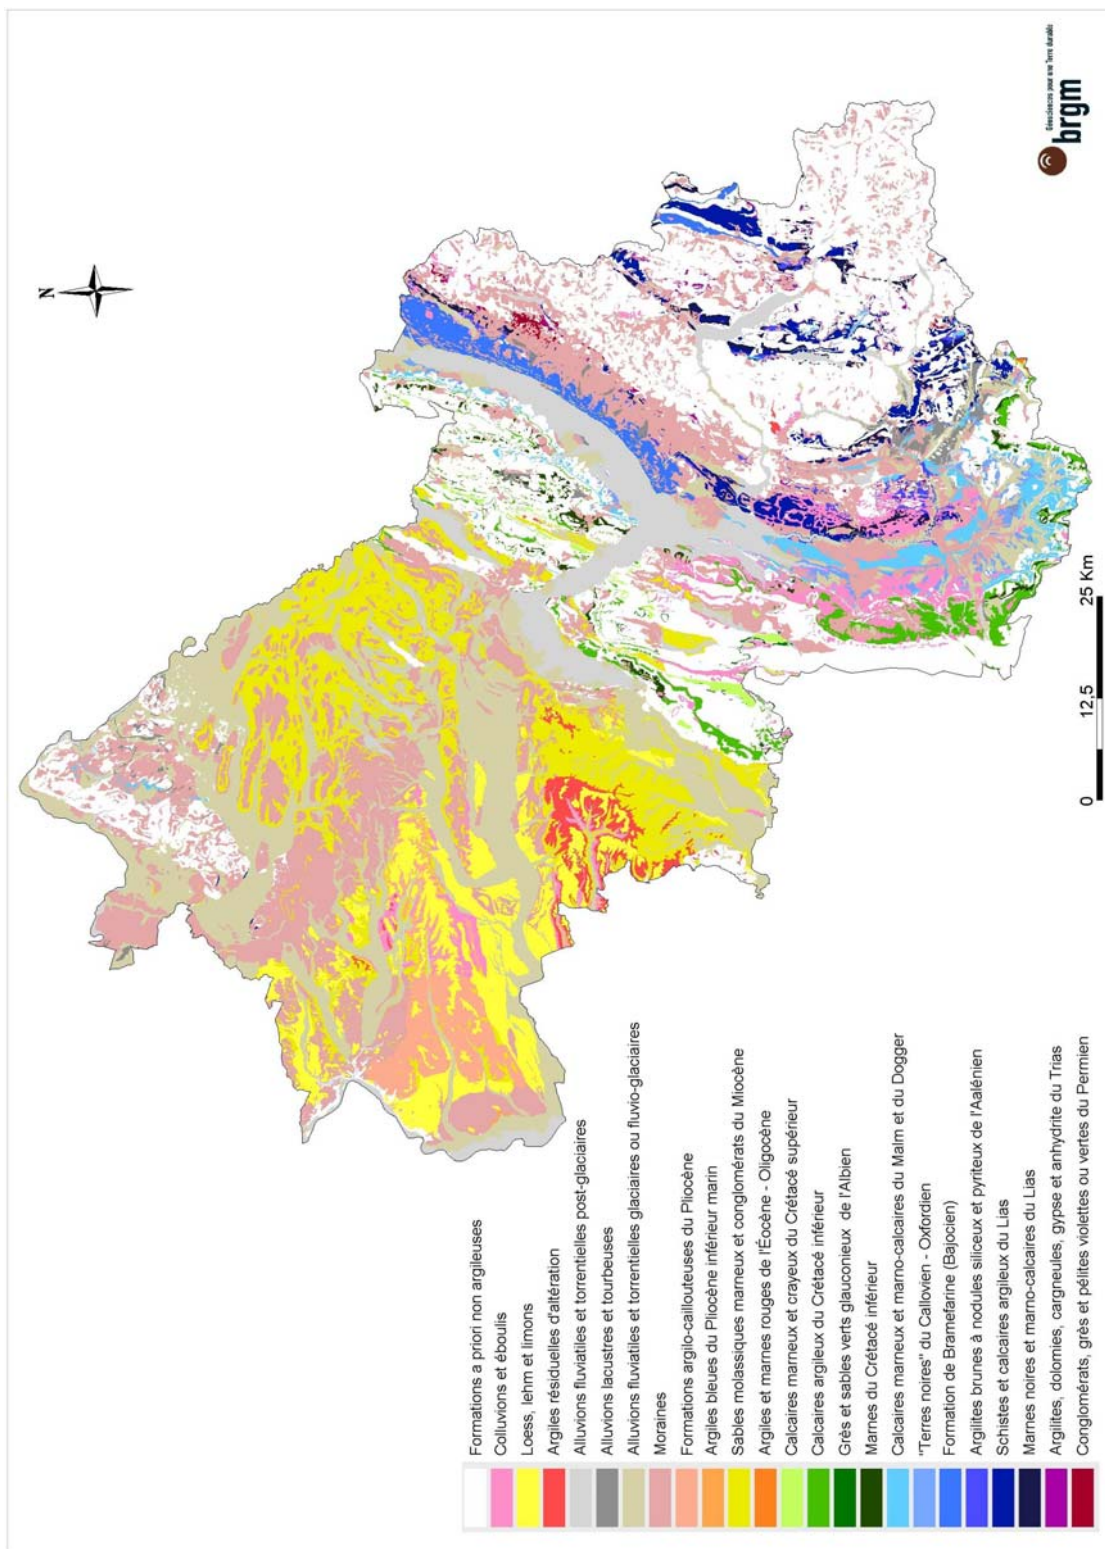 N
Formations a priori non argileuses
Colluvions et éboulis
Loess, lehm et limons
Argiles résiduelles d'altération
Alluvions fluviatiles et torrentielles post-glaciaires
Alluvions lacustres et tourbeuses
Alluvions fluviatiles et torrentielles glaciaires ou fluvio-glaciaires
Moraines
Formations argilo-caillouteuses du Pliocène
Argiles bleues du Pliocène inférieur marin
Sables molassiques marneux et conglomérats du Miocène
Argiles et marnes rouges de l'Éocène - Oligocène
Calcaires marneux et crayeux du Crétacé supérieur
Calcaires argileux du Crétacé inférieur
Grès et sables verts glauconieux de l'Albien
Marnes du Crétacé inférieur
Calcaires marneux et marno-calcaires du Malm et du Dogger
"Terres noires" du Callovien - Oxfordien
Formation de Bramefarine (Bajocien)
Argilites brunes à nodules siliceux et pyriteux de l'Aalénien
Schistes et calcaires argileux du Lias
Marnes noires et marno-calcaires du Lias
Argilites, dolomies, cargneules, gypse et anhydrite du Trias
Conglomérats, grès et pélites violettes ou vertes du Permien
0 12,5 25 Km
Géosciences pour une Terre durable
brgm